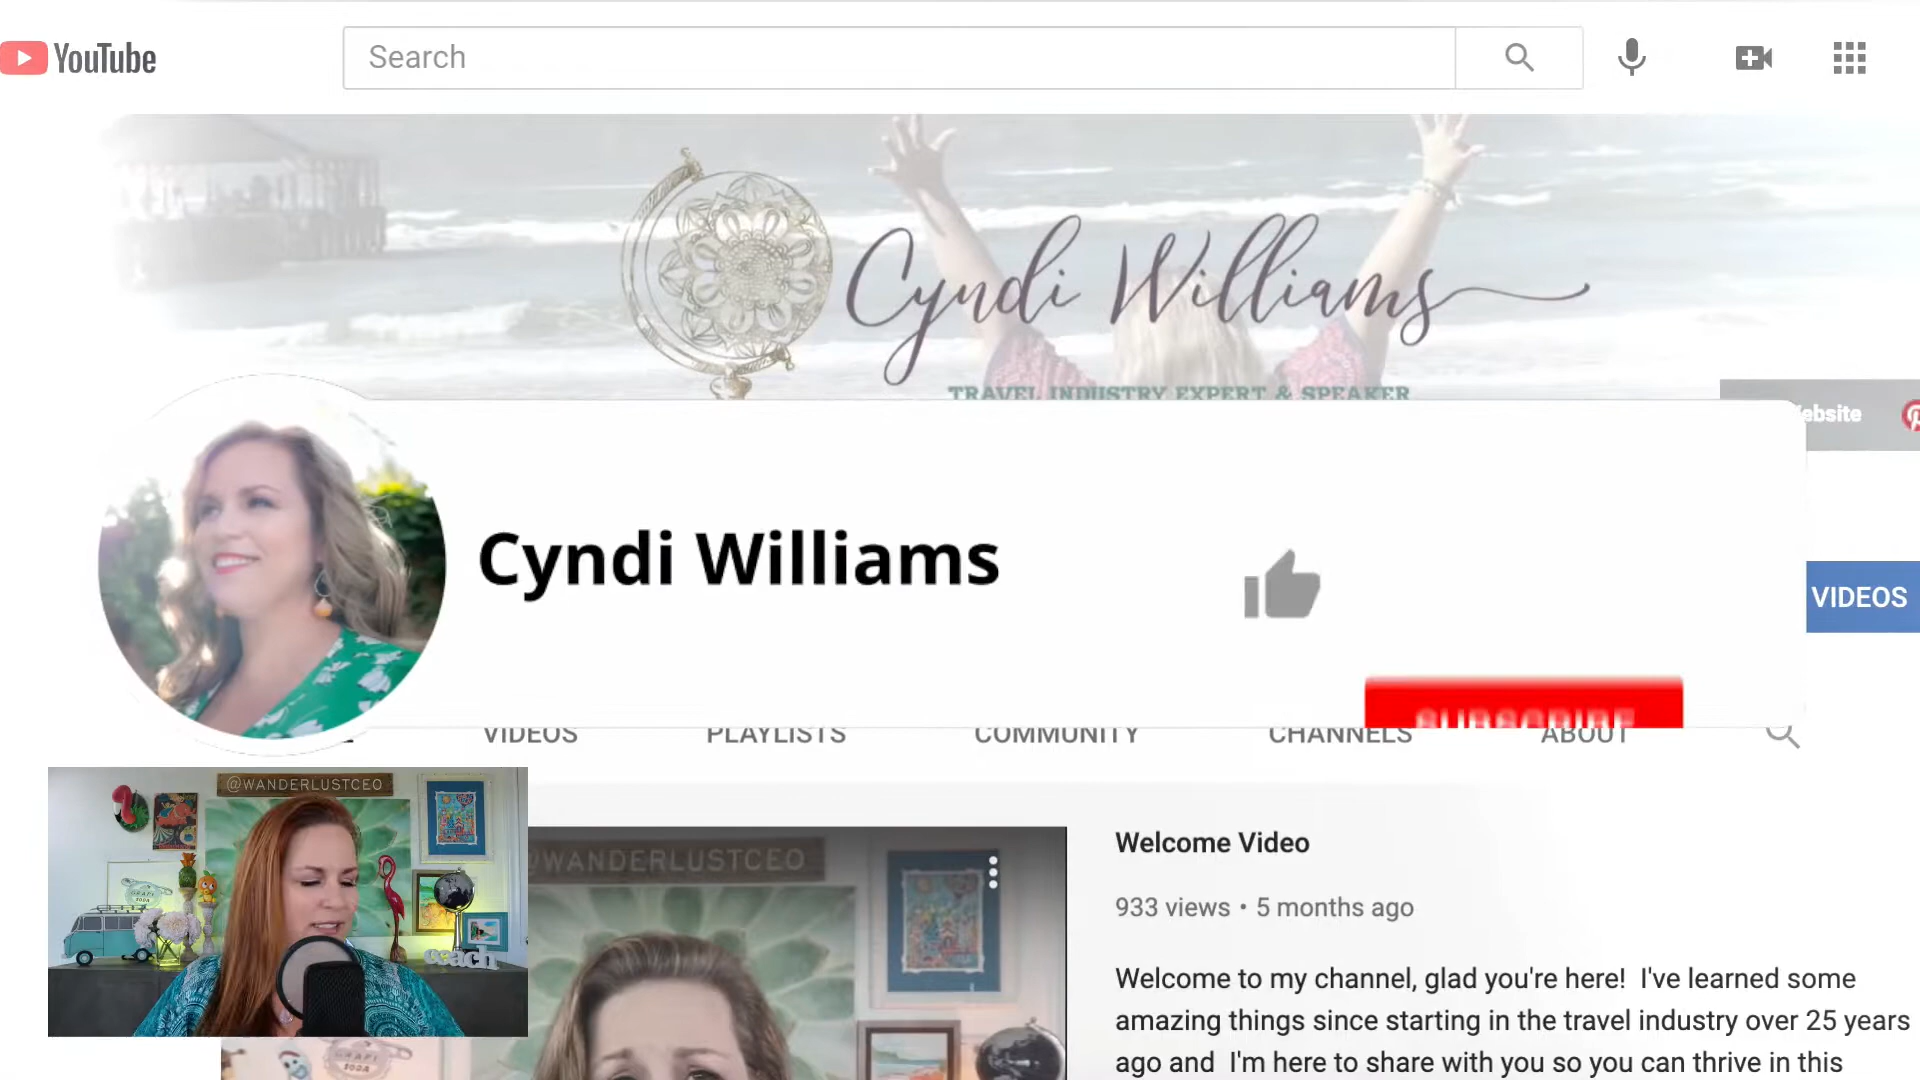 YouTube
Search
Cyndi Williams
TRAVEL INDUSTRY EXPERT & SPEAKER
Cyndi Williams
VIDEOS
SUBSCRIBE
VIDEOS
PLAYLISTS
COMMUNITY
CHANNELS
ABOUT
@WANDERLUSTCEO
coach
WANDERLUSTCEO
Welcome Video
933 views • 5 months ago
Welcome to my channel, glad you're here! I've learned some
amazing things since starting in the travel industry over 25 years
ago and I'm here to share with you so you can thrive in this